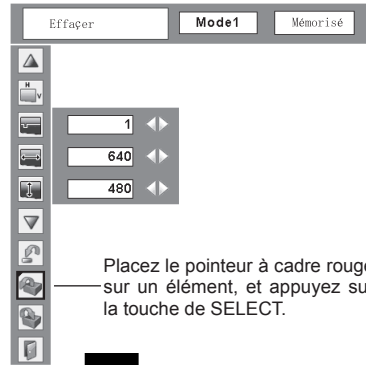 Effaçer Mode1 Mémorisé
H
V
1
640
480
Placez le pointeur à cadre rouge
sur un élément, et appuyez su
la touche de SELECT.